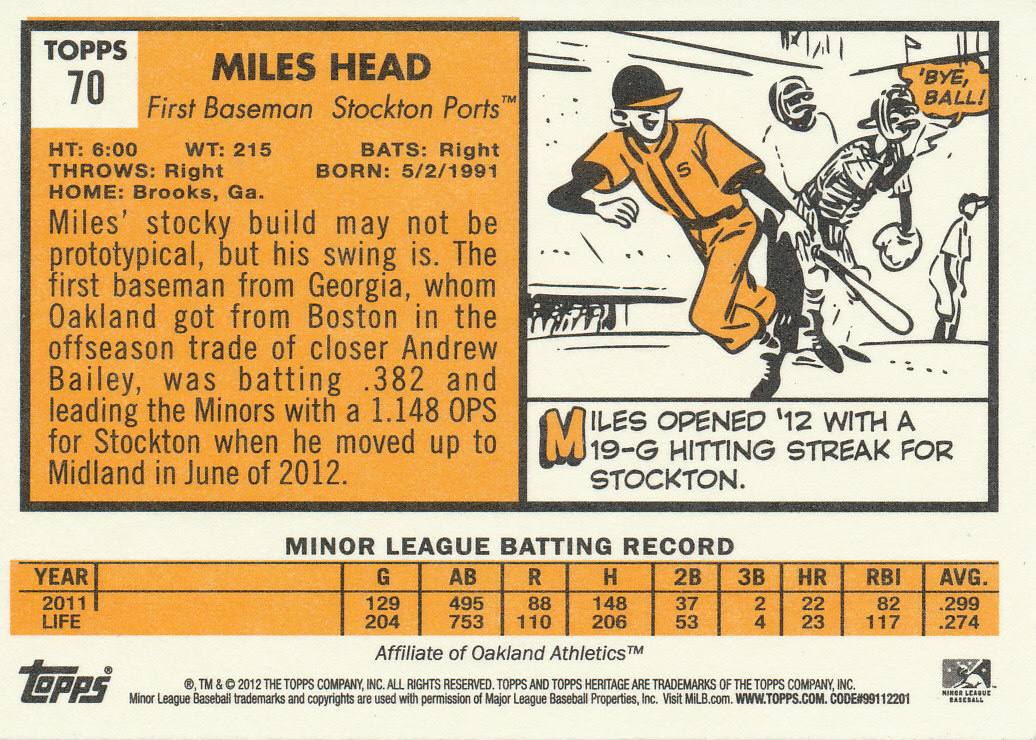 TOPPS
70
MILES HEAD
First Baseman Stockton Ports™
HT: 6:00 WT: 215 BATS: Right
THROWS: Right BORN: 5/2/1991
HOME: Brooks, Ga.
Miles' stocky build may not be
prototypical, but his swing is. The
first baseman from Georgia, whom
Oakland got from Boston in the
offseason trade of closer Andrew
Bailey, was batting .382 and
leading the Minors with a 1.148 OPS
for Stockton when he moved up to
Midland in June of 2012.
'BYE,
BALL!
S
MILES OPENED '12 WITH A
19-G HITTING STREAK FOR
STOCKTON.
MINOR LEAGUE BATTING RECORD
YEAR G AB R H 2B 3B HR RBI AVG.
2011 129 495 88 148 37 2 22 82 .299
LIFE 204 753 110 206 53 4 23 117 .274
Affiliate of Oakland Athletics™
Topps®
®, TM & © 2012 THE TOPPS COMPANY, INC. ALL RIGHTS RESERVED. TOPPS AND TOPPS HERITAGE ARE TRADEMARKS OF THE TOPPS COMPANY, INC.
Minor League Baseball trademarks and copyrights are used with permission of Major League Baseball Properties, Inc. Visit MiLB.com. WWW.TOPPS.COM. CODE#99112201
MINOR LEAGUE
BASEBALL